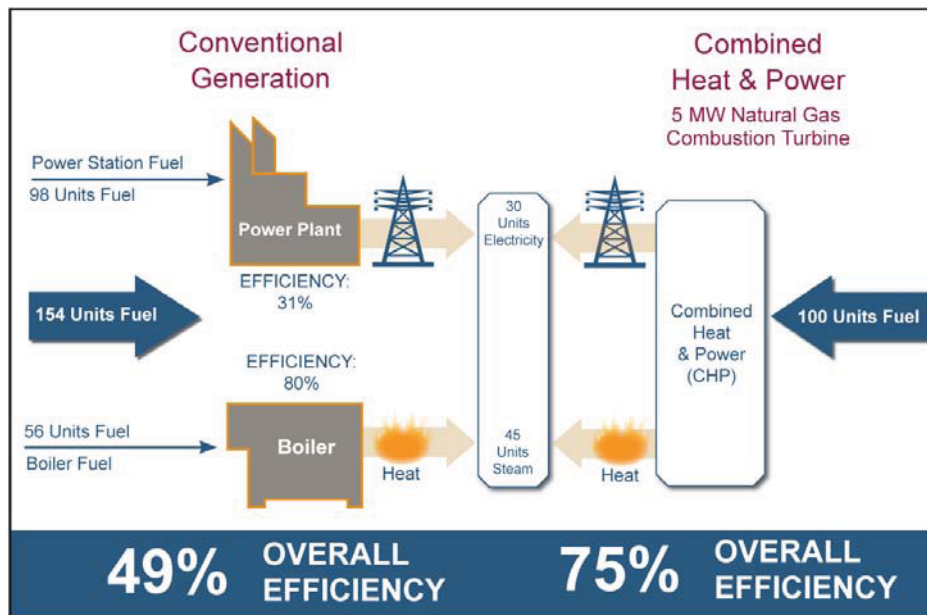 Conventional
Generation
Combined
Heat & Power
5 MW Natural Gas
Combustion Turbine
Power Station Fuel
98 Units Fuel
Power Plant
EFFICIENCY:
31%
30
Units
Electricity
154 Units Fuel
Combined
Heat
& Power
(CHP)
100 Units Fuel
EFFICIENCY:
80%
56 Units Fuel
Boiler Fuel
Boiler
Heat
45
Units
Steam
Heat
49%
OVERALL
EFFICIENCY
75%
OVERALL
EFFICIENCY